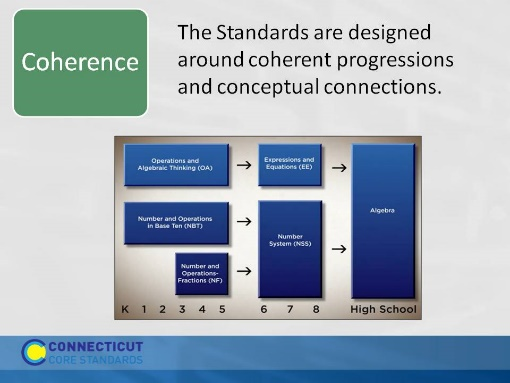 Coherence
The Standards are designed
around coherent progressions
and conceptual connections.
Operations and
Algebraic Thinking (OA)
→
Expressions and
Equations (EE)
→
Algebra
Number and Operations
in Base Ten (NBT)
→
Number
System (NSS)
→
Number and
Operations-
Fractions (NF)
→
K 1 2 3 4 5 6 7 8 High School
CONNECTICUT
CORE STANDARDS